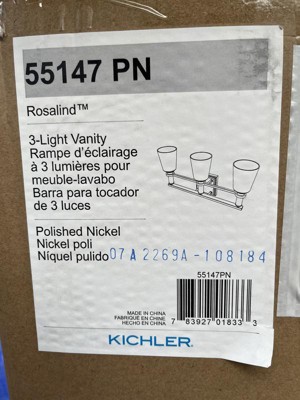 55147 PN
Rosalind™
3-Light Vanity
Rampe d'éclairage
à 3 lumières pour
meuble-lavabo
Barra para tocador
de 3 luces
Polished Nickel
Nickel poli
Níquel pulido 07A 2269A-108184
55147PN
MADE IN CHINA
FABRIQUÉ EN CHINE
HECHO EN CHINA
7 83927 01833 3
KICHLER